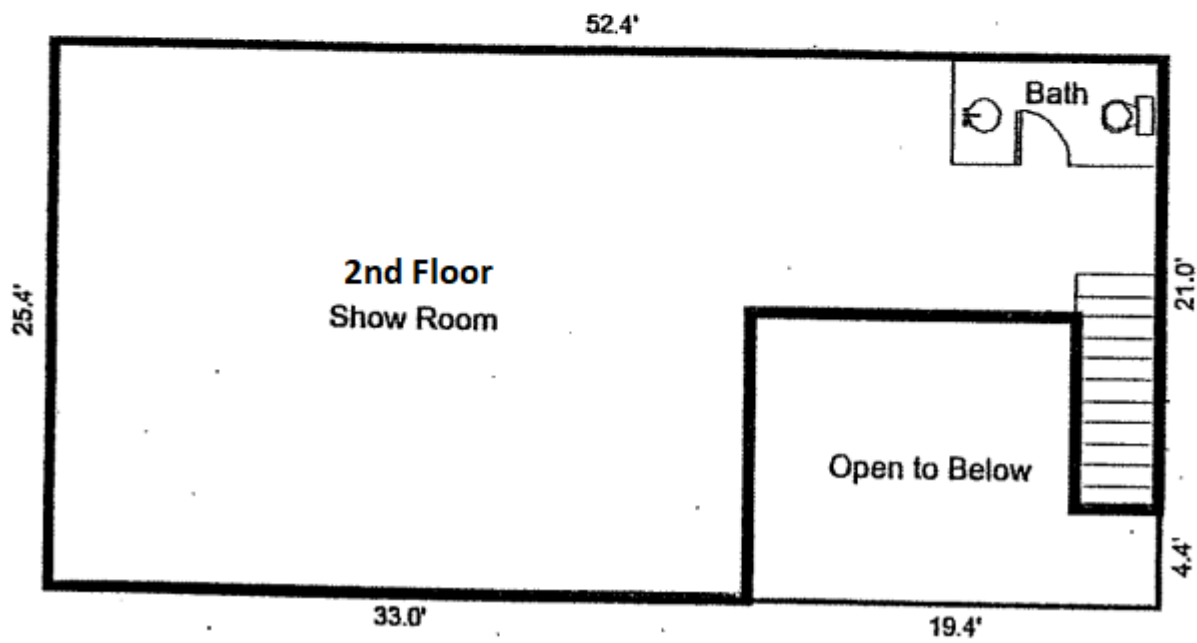 52.4'
Bath
2nd Floor
Show Room
25.4'
21.0'
Open to Below
4.4'
33.0'
19.4'